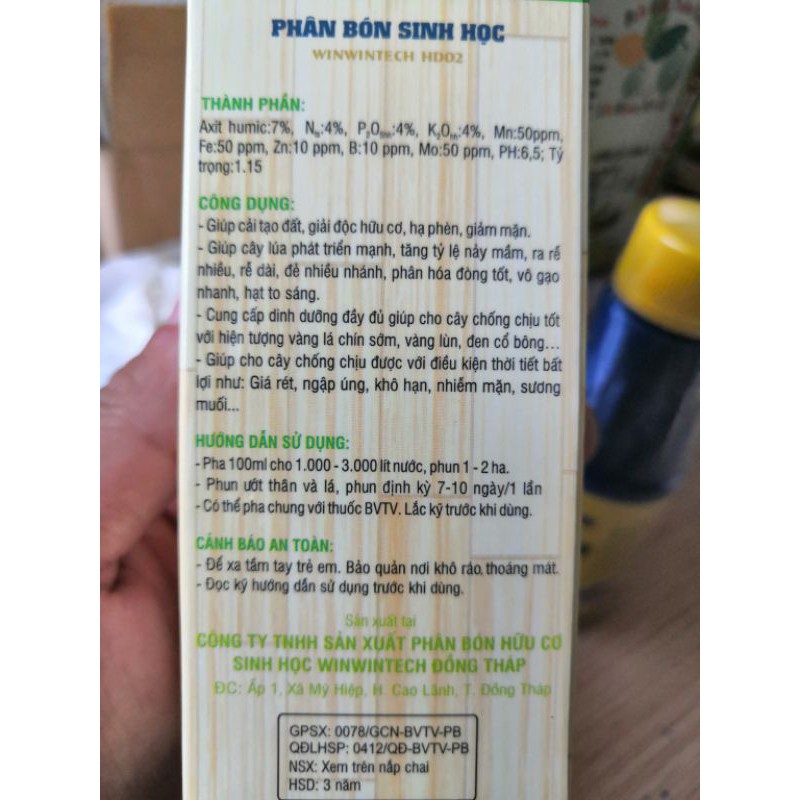 PHÂN BÓN SINH HỌC
WINWINTECH HD02
THÀNH PHẦN:
Axit humic:7%, Nts:4%, P2O5hh:4%, K2Ohh:4%, Mn:50ppm,
Fe:50 ppm, Zn:10 ppm, B:10 ppm, Mo:50 ppm, PH:6,5; Tỷ
trọng:1.15
CÔNG DỤNG:
- Giúp cải tạo đất, giải độc hữu cơ, hạ phèn, giảm mặn.
- Giúp cây lúa phát triển mạnh, tăng tỷ lệ nảy mầm, ra rễ
nhiều, rễ dài, đẻ nhiều nhánh, phân hóa đòng tốt, vô gạo
nhanh, hạt to sáng.
- Cung cấp dinh dưỡng đầy đủ giúp cho cây chống chịu tốt
với hiện tượng vàng lá chín sớm, vàng lùn, đen cổ bông...
- Giúp cho cây chống chịu được với điều kiện thời tiết bất
lợi như: Giá rét, ngập úng, khô hạn, nhiễm mặn, sương
muối...
HƯỚNG DẪN SỬ DỤNG:
- Pha 100ml cho 1.000 - 3.000 lít nước, phun 1 - 2 ha.
- Phun ướt thân và lá, phun định kỳ 7-10 ngày/1 lần
- Có thể pha chung với thuốc BVTV. Lắc kỹ trước khi dùng.
CẢNH BÁO AN TOÀN:
- Để xa tầm tay trẻ em. Bảo quản nơi khô ráo, thoáng mát.
- Đọc kỹ hướng dẫn sử dụng trước khi dùng.
Sản xuất tại
CÔNG TY TNHH SẢN XUẤT PHÂN BÓN HỮU CƠ
SINH HỌC WINWINTECH ĐỒNG THÁP
ĐC: Ấp 1, Xã Mỹ Hiệp, H. Cao Lãnh, T. Đồng Tháp
GPSX: 0078/GCN-BVTV-PB
QĐLHSP: 0412/QĐ-BVTV-PB
NSX: Xem trên nắp chai
HSD: 3 năm